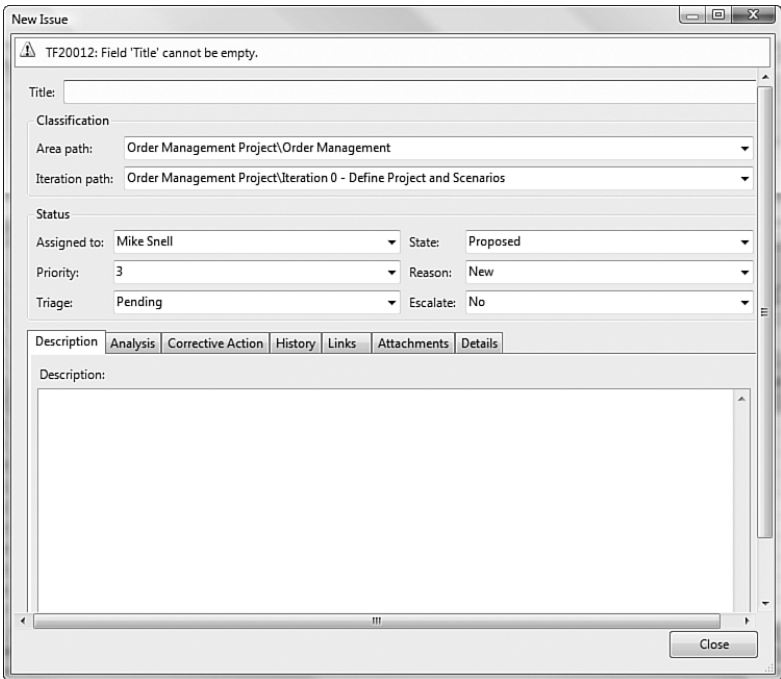 New Issue
TF20012: Field 'Title' cannot be empty.
Title:
Classification
Area path: Order Management Project\Order Management
Iteration path: Order Management Project\Iteration 0 - Define Project and Scenarios
Status
Assigned to: Mike Snell State: Proposed
Priority: 3 Reason: New
Triage: Pending Escalate: No
Description Analysis Corrective Action History Links Attachments Details
Description:
Close